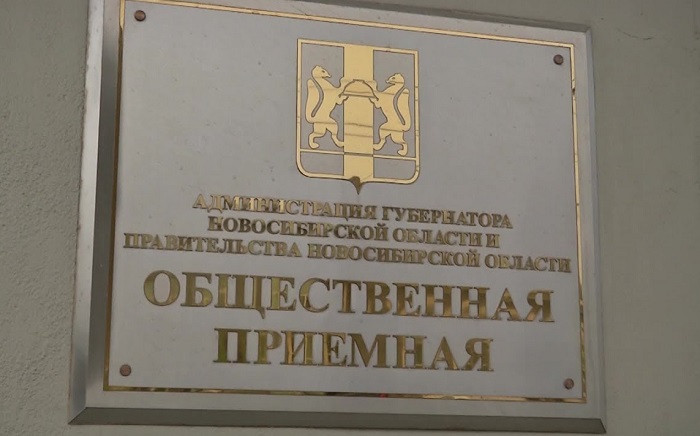 АДМИНИСТРАЦИЯ ГУБЕРНАТОРА
НОВОСИБИРСКОЙ ОБЛАСТИ И
ПРАВИТЕЛЬСТВА НОВОСИБИРСКОЙ ОБЛАСТИ
ОБЩЕСТВЕННАЯ
ПРИЕМНАЯ